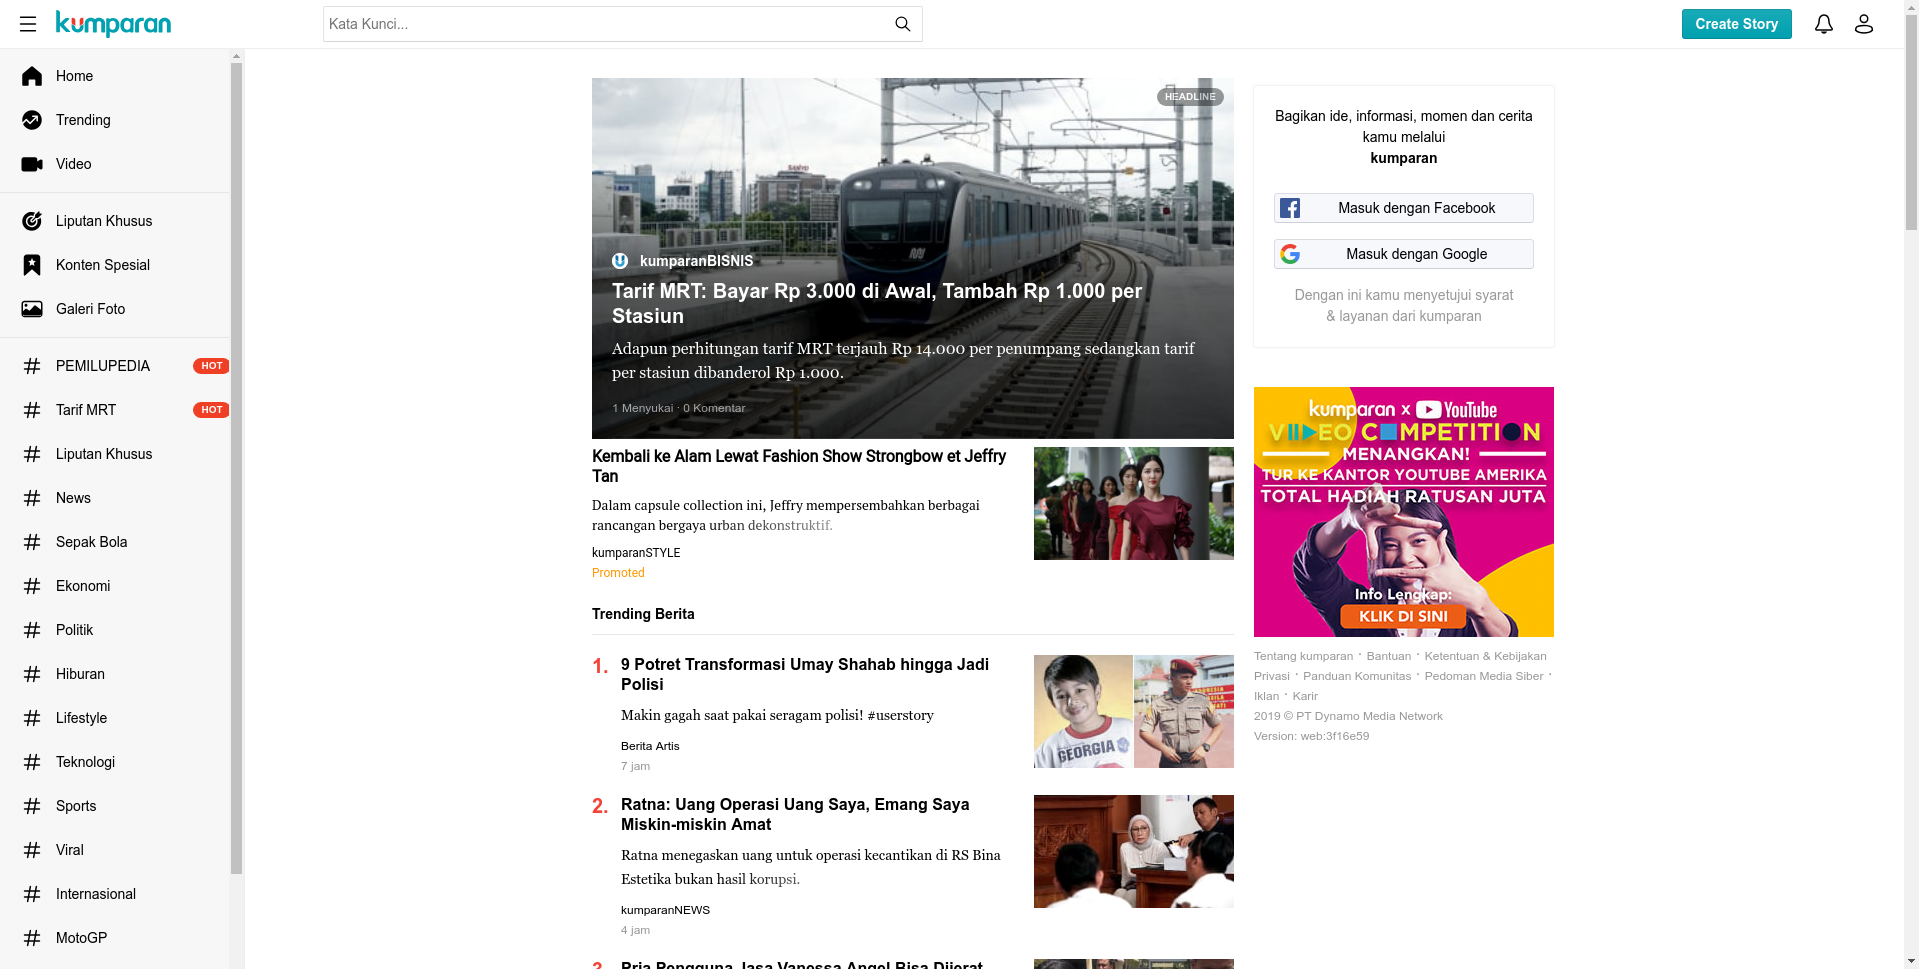 kumparan
Kata Kunci...
Create Story
Home
Trending
Video
Liputan Khusus
Konten Spesial
Galeri Foto
PEMILUPEDIA HOT
Tarif MRT HOT
Liputan Khusus
News
Sepak Bola
Ekonomi
Politik
Hiburan
Lifestyle
Teknologi
Sports
Viral
Internasional
MotoGP
HEADLINE
kumparanBISNIS
Tarif MRT: Bayar Rp 3.000 di Awal, Tambah Rp 1.000 per
Stasiun
Adapun perhitungan tarif MRT terjauh Rp 14.000 per penumpang sedangkan tarif
per stasiun dibanderol Rp 1.000.
1 Menyukai · 0 Komentar
Kembali ke Alam Lewat Fashion Show Strongbow et Jeffry
Tan
Dalam capsule collection ini, Jeffry mempersembahkan berbagai
rancangan bergaya urban dekonstruktif.
kumparanSTYLE
Promoted
Trending Berita
1. 9 Potret Transformasi Umay Shahab hingga Jadi
Polisi
Makin gagah saat pakai seragam polisi! #userstory
Berita Artis
7 jam
GEORGIA
2. Ratna: Uang Operasi Uang Saya, Emang Saya
Miskin-miskin Amat
Ratna menegaskan uang untuk operasi kecantikan di RS Bina
Estetika bukan hasil korupsi.
kumparanNEWS
4 jam
3. Pria Pengguna Jasa Vanessa Angel Bisa Dijerat
Bagikan ide, informasi, momen dan cerita
kamu melalui
kumparan
Masuk dengan Facebook
Masuk dengan Google
Dengan ini kamu menyetujui syarat
& layanan dari kumparan
kumparan x YouTube
VIDEO COMPETITION
MENANGKAN!
TUR KE KANTOR YOUTUBE AMERIKA
TOTAL HADIAH RATUSAN JUTA
Info Lengkap:
KLIK DI SINI
Tentang kumparan · Bantuan · Ketentuan & Kebijakan
Privasi · Panduan Komunitas · Pedoman Media Siber ·
Iklan · Karir
2019 © PT Dynamo Media Network
Version: web:3f16e59